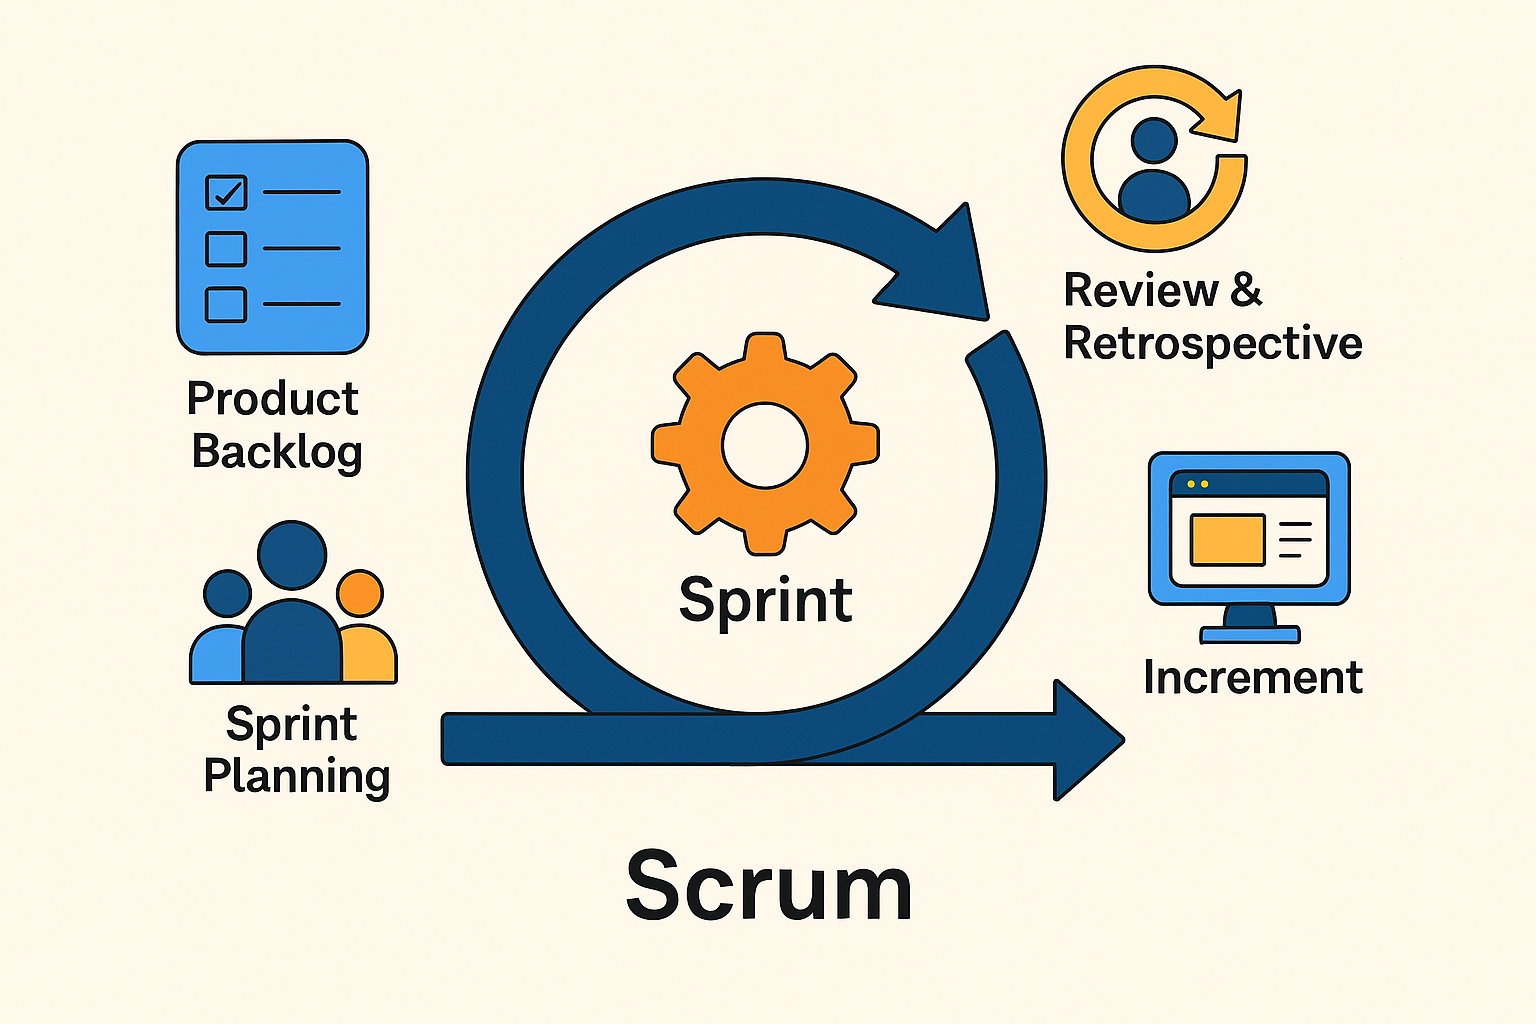 Product
Backlog
Sprint
Planning
Sprint
Review &
Retrospective
Increment
Scrum